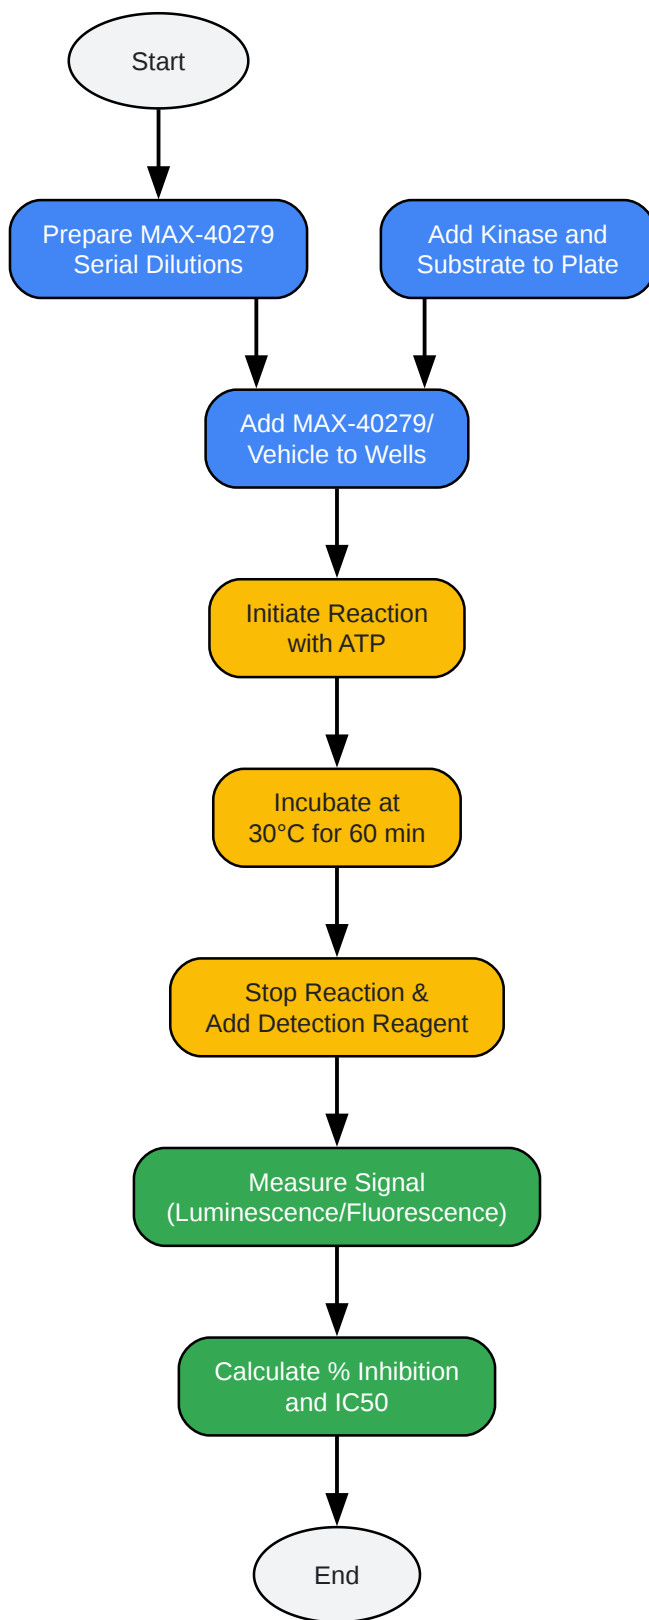 Start
Prepare MAX-40279
Serial Dilutions
Add Kinase and
Substrate to Plate
Add MAX-40279/
Vehicle to Wells
Initiate Reaction
with ATP
Incubate at
30°C for 60 min
Stop Reaction &
Add Detection Reagent
Measure Signal
(Luminescence/Fluorescence)
Calculate % Inhibition
and IC50
End